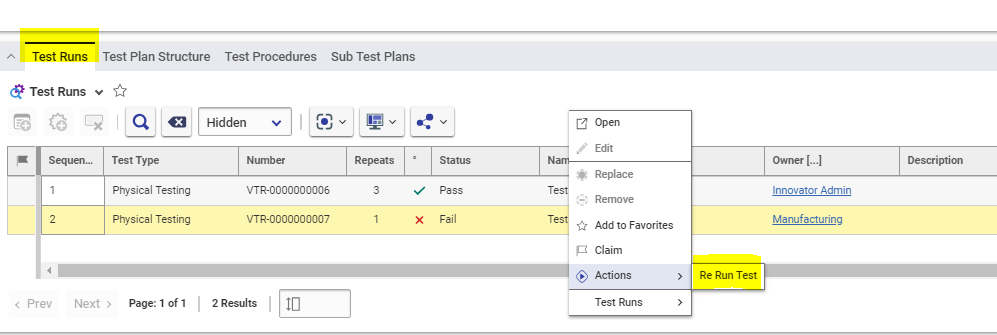 Test Runs Test Plan Structure Test Procedures Sub Test Plans
Test Runs
Hidden
Sequen... Test Type Number Repeats ° Status Nam Owner [...] Description
1 Physical Testing VTR-0000000006 3 Pass Test Innovator Admin
2 Physical Testing VTR-0000000007 1 Fail Test Manufacturing
Open
Edit
Replace
Remove
Add to Favorites
Claim
Actions Re Run Test
Test Runs
< Prev Next > Page: 1 of 1 2 Results